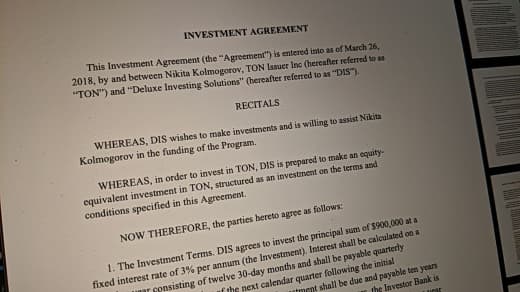 INVESTMENT AGREEMENT
This Investment Agreement (the “Agreement”) is entered into as of March 26,
2018, by and between Nikita Kolmogorov, TON Issuer Inc (hereafter referred to as
“TON”) and “Deluxe Investing Solutions” (hereafter referred to as “DIS”).
RECITALS
WHEREAS, DIS wishes to make investments and is willing to assist Nikita
Kolmogorov in the funding of the Program.
WHEREAS, in order to invest in TON, DIS is prepared to make an equity-
equivalent investment in TON, structured as an investment on the terms and
conditions specified in this Agreement.
NOW THEREFORE, the parties hereto agree as follows:
1. The Investment Terms. DIS agrees to invest the principal sum of $900,000 at a
fixed interest rate of 3% per annum (the Investment). Interest shall be calculated on a
year consisting of twelve 30-day months and shall be payable quarterly
of the next calendar quarter following the initial
shall be due and payable ten years
the Investor Bank is